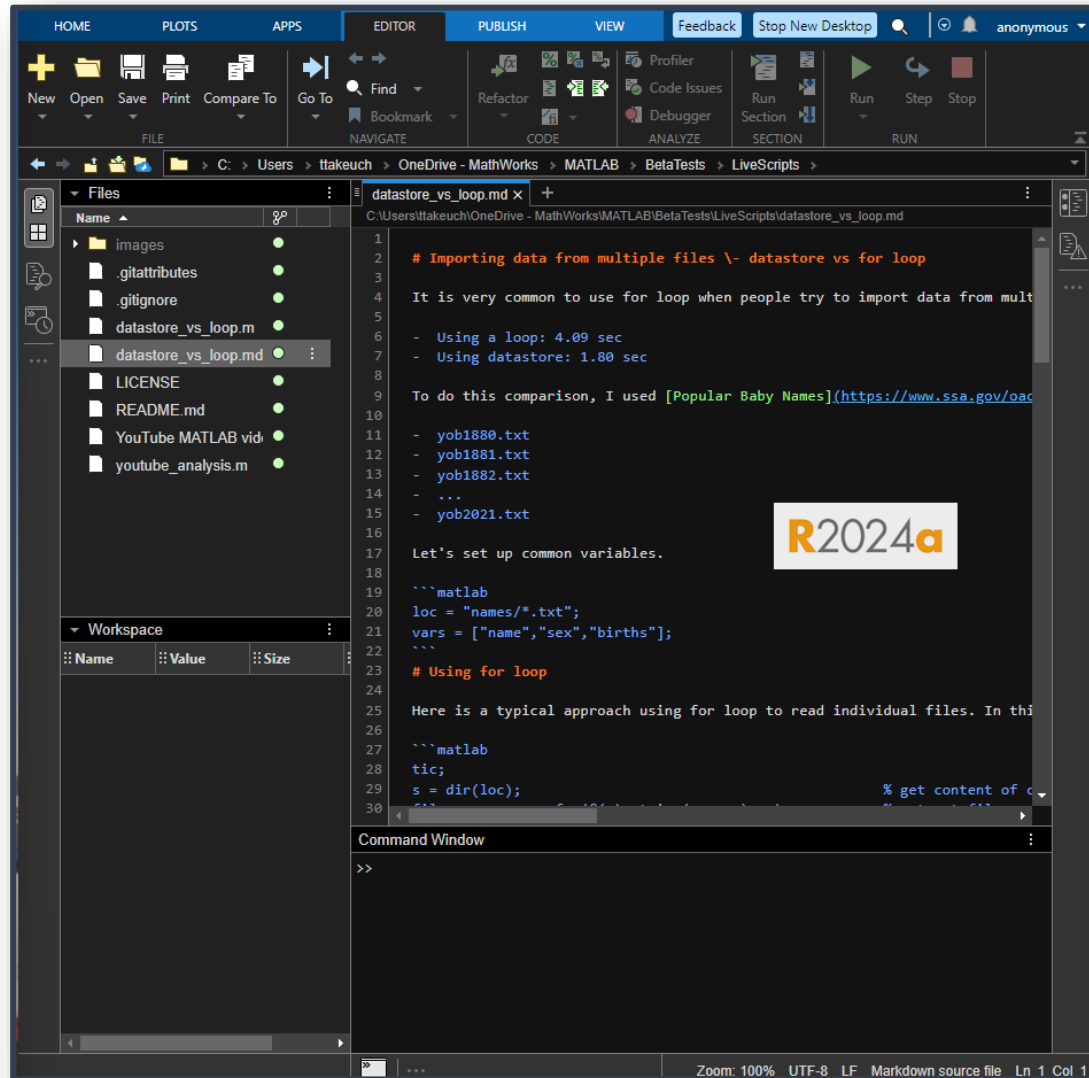 HOME PLOTS APPS EDITOR PUBLISH VIEW Feedback Stop New Desktop anonymous
New Open Save Print Compare To Go To Find Bookmark Refactor Profiler Code Issues Debugger Run Section Run Step Stop
FILE NAVIGATE CODE ANALYZE SECTION RUN
C: > Users > ttakeuch > OneDrive - MathWorks > MATLAB > BetaTests > LiveScripts >
Files
Name
images
.gitattributes
.gitignore
datastore_vs_loop.m
datastore_vs_loop.md
LICENSE
README.md
YouTube MATLAB vid
youtube_analysis.m
Workspace
Name Value Size
datastore_vs_loop.md × +
C:\Users\ttakeuch\OneDrive - MathWorks\MATLAB\BetaTests\LiveScripts\datastore_vs_loop.md
1
2 # Importing data from multiple files \- datastore vs for loop
3
4 It is very common to use for loop when people try to import data from mult
5
6 - Using a loop: 4.09 sec
7 - Using datastore: 1.80 sec
8
9 To do this comparison, I used [Popular Baby Names](https://www.ssa.gov/oac
10
11 - yob1880.txt
12 - yob1881.txt
13 - yob1882.txt
14 - ...
15 - yob2021.txt
16
17 Let's set up common variables.
18
19 ```matlab
20 loc = "names/*.txt";
21 vars = ["name","sex","births"];
22 ```
23 # Using for loop
24
25 Here is a typical approach using for loop to read individual files. In thi
26
27 ```matlab
28 tic;
29 s = dir(loc); % get content of c
30
R2024a
Command Window
>>
Zoom: 100% UTF-8 LF Markdown source file Ln 1 Col 1